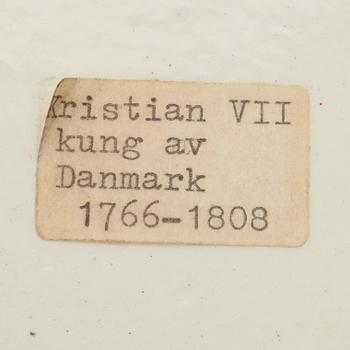 Kristian VII
kung av
Danmark
1766-1808